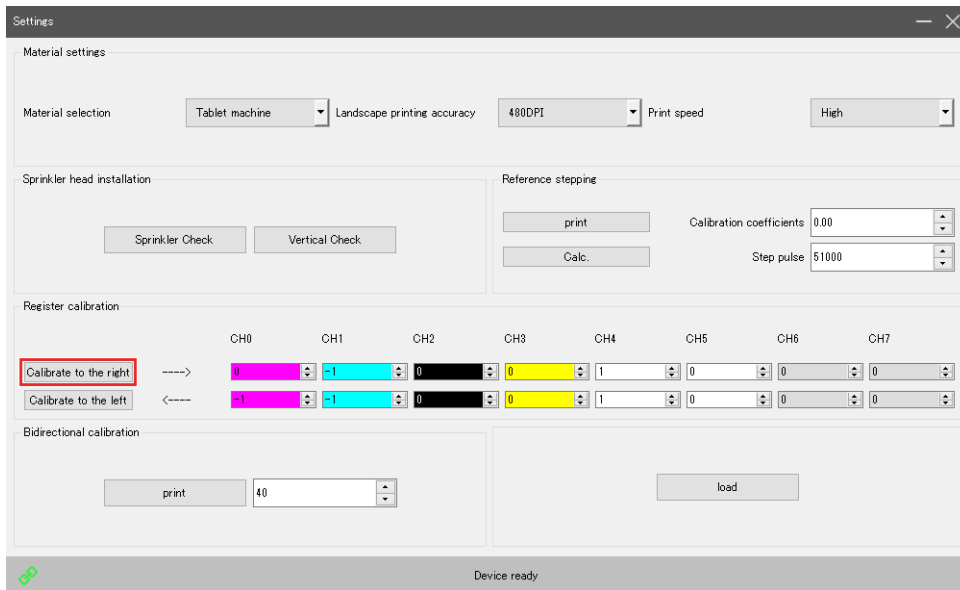 Settings
Material settings
Material selection Tablet machine Landscape printing accuracy 480DPI Print speed High
Sprinkler head installation
Sprinkler Check Vertical Check
Reference stepping
print Calibration coefficients 0.00
Calc. Step pulse 51000
Register calibration
CH0 CH1 CH2 CH3 CH4 CH5 CH6 CH7
Calibrate to the right ----> 0 -1 0 0 1 0 0 0
Calibrate to the left <---- -1 -1 0 0 1 0 0 0
Bidirectional calibration
print 40
load
Device ready